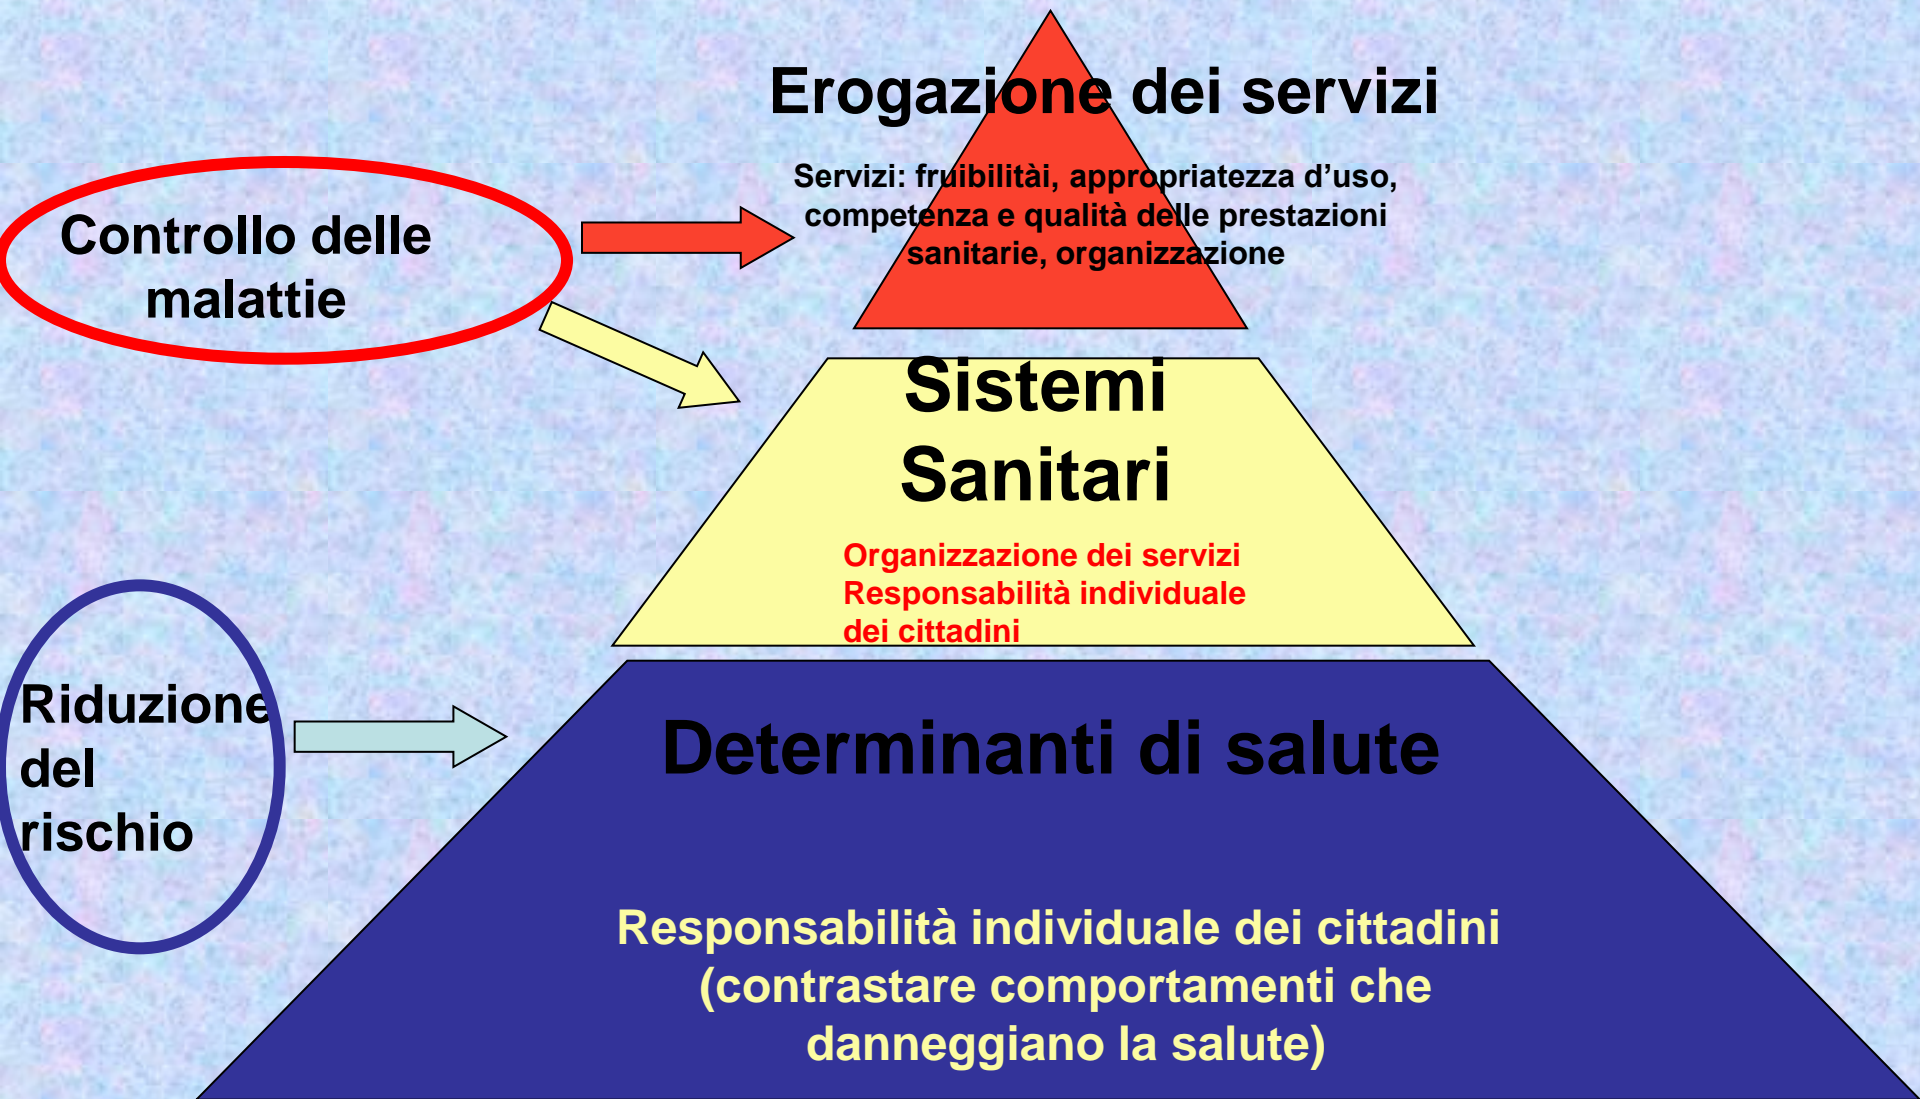 Erogazione dei servizi
Servizi: fruibilitài, appropriatezza d’uso,
competenza e qualità delle prestazioni
sanitarie, organizzazione
Controllo delle
malattie
Sistemi
Sanitari
Organizzazione dei servizi
Responsabilità individuale
dei cittadini
Riduzione
del
rischio
Determinanti di salute
Responsabilità individuale dei cittadini
(contrastare comportamenti che
danneggiano la salute)